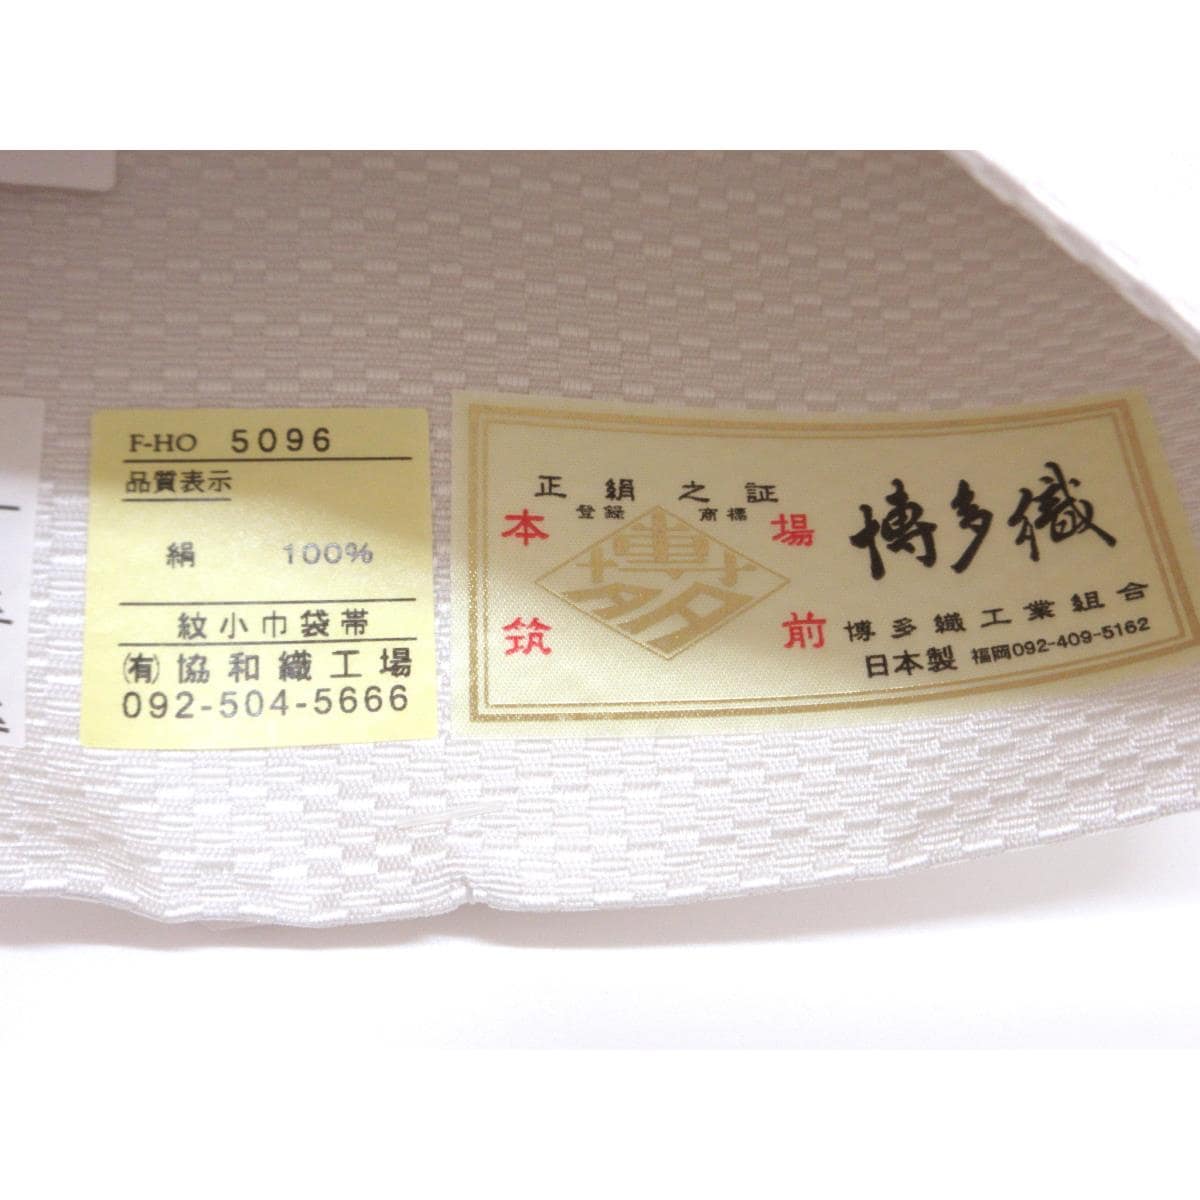 F-HO 5096
品質表示
絹 100%
紋小巾袋帯
(有)協和織工場
092-504-5666
正絹之証
登録 商標
本場
筑前
博多
博多織
博多織工業組合
日本製 福岡092-409-5162